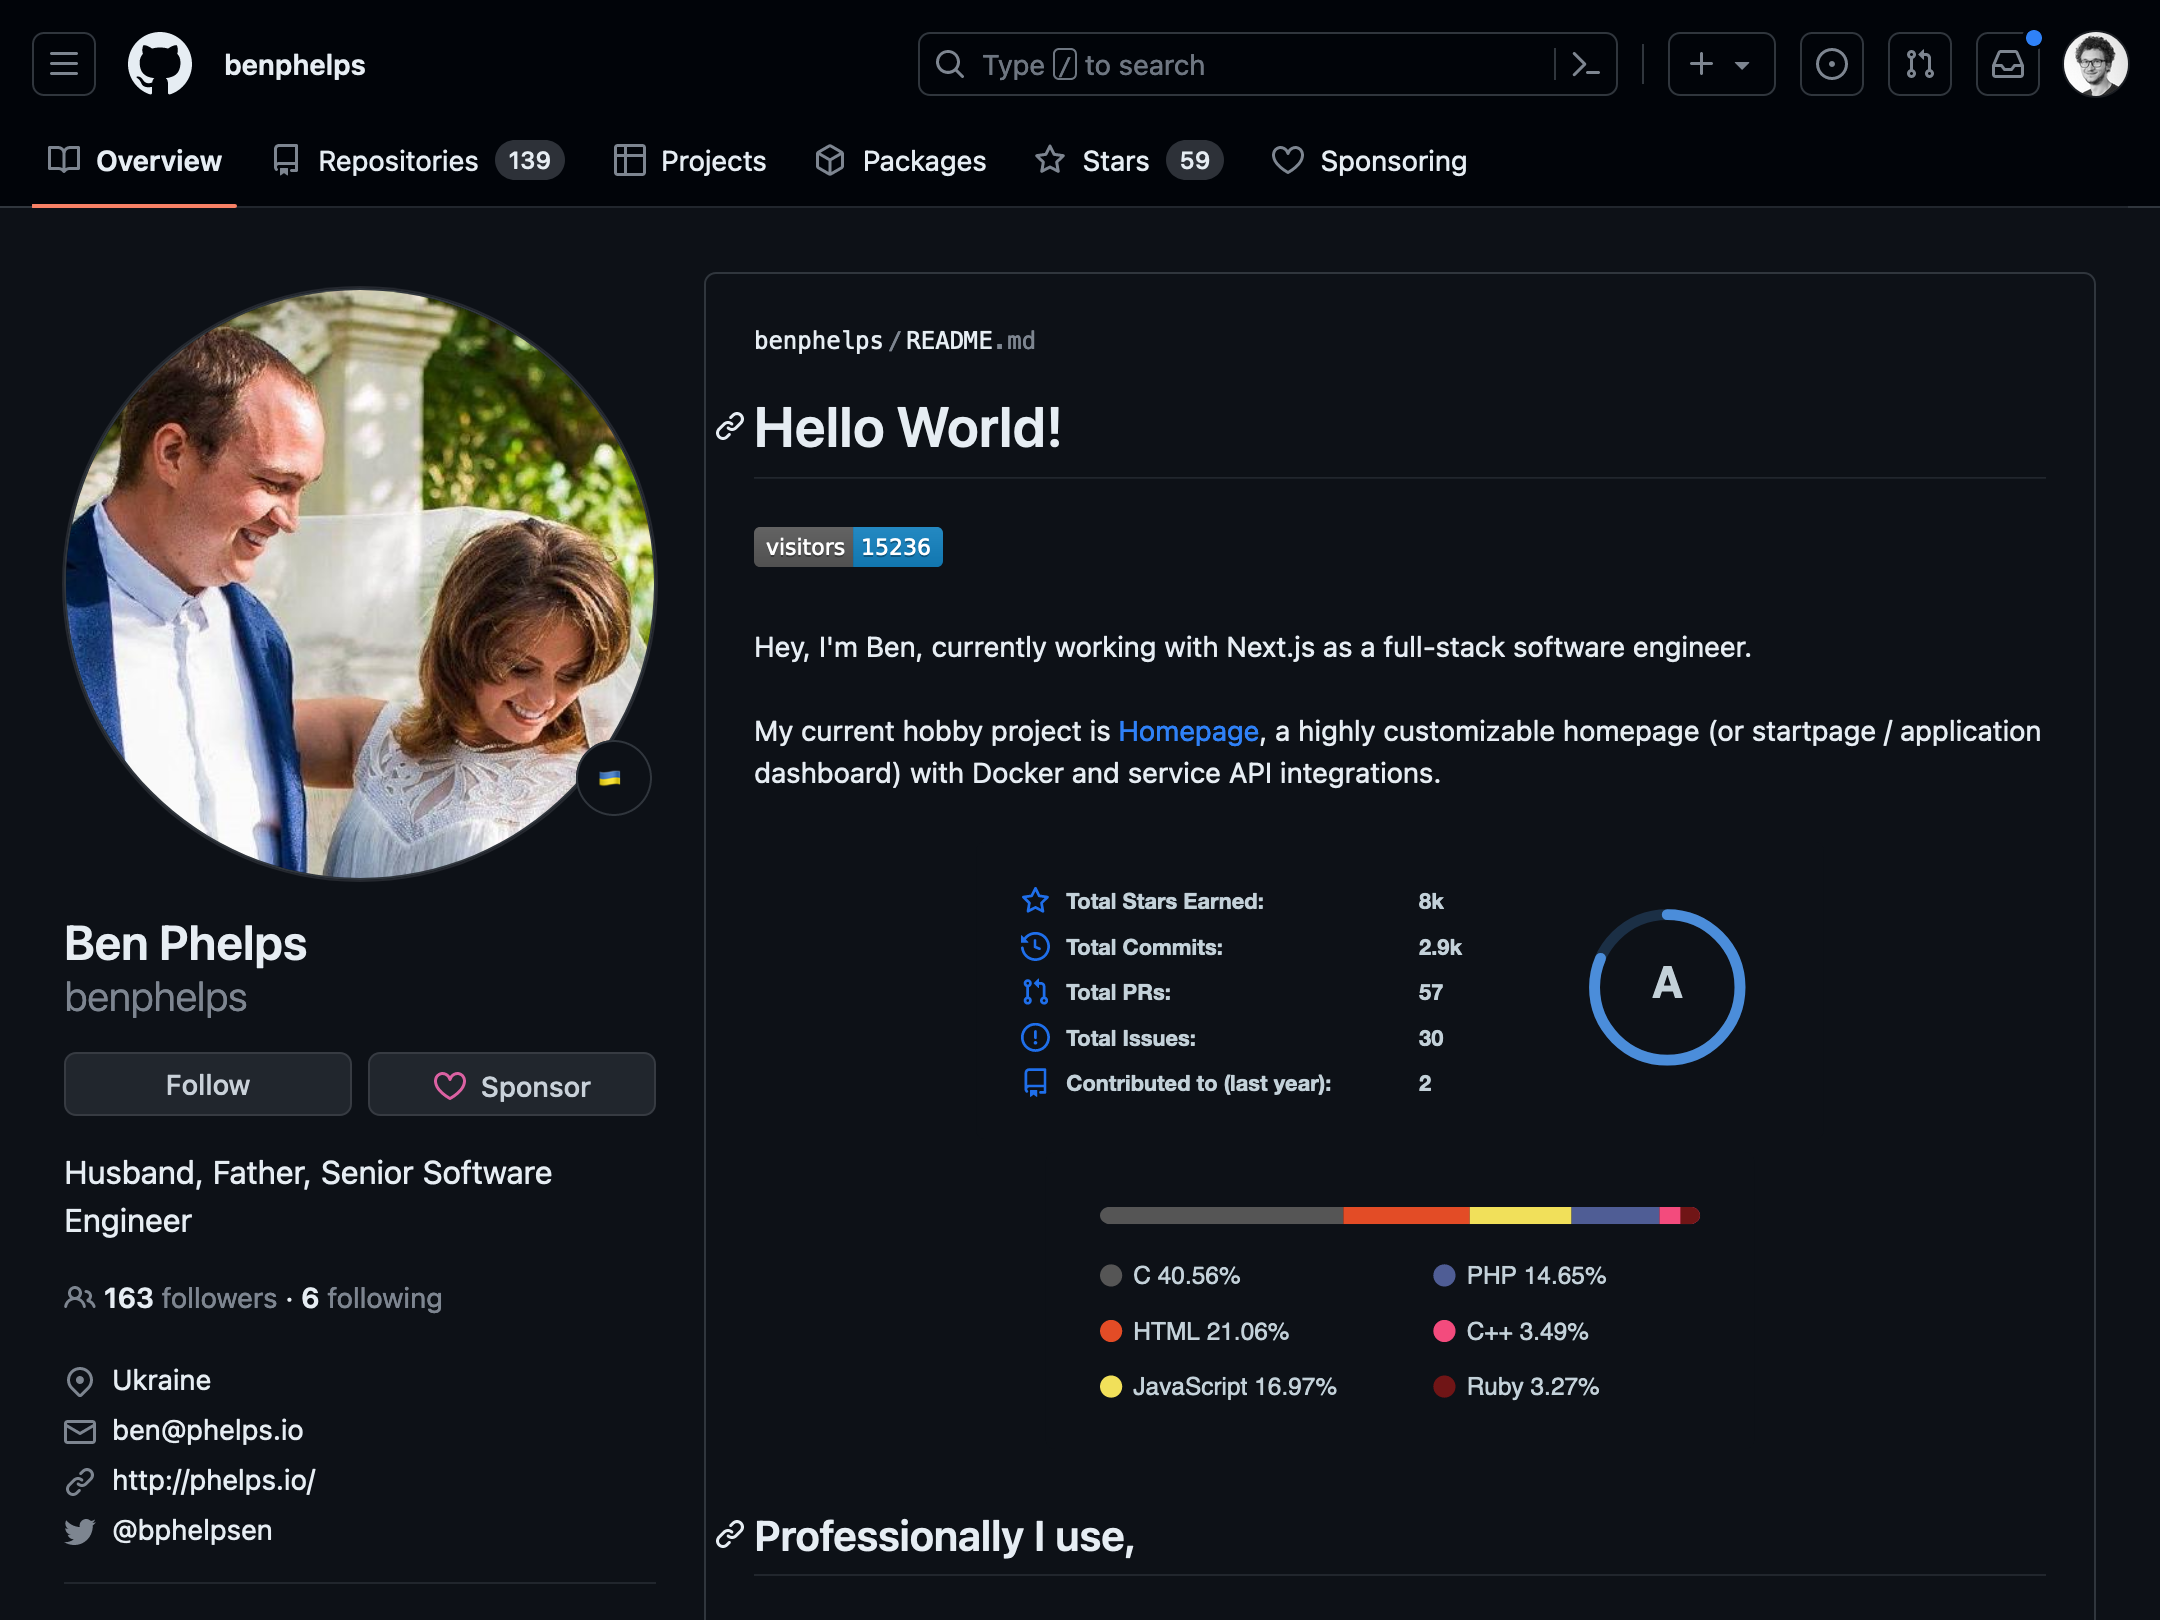 benphelps
Type / to search
Overview
Repositories 139
Projects
Packages
Stars 59
Sponsoring
benphelps/README.md
Hello World!
visitors 15236
Hey, I'm Ben, currently working with Next.js as a full-stack software engineer.
My current hobby project is Homepage, a highly customizable homepage (or startpage / application
dashboard) with Docker and service API integrations.
Total Stars Earned: 8k
Total Commits: 2.9k
Total PRs: 57
Total Issues: 30
Contributed to (last year): 2
A
C 40.56%
HTML 21.06%
JavaScript 16.97%
PHP 14.65%
C++ 3.49%
Ruby 3.27%
Professionally I use,
Ben Phelps
benphelps
Follow
Sponsor
Husband, Father, Senior Software
Engineer
163 followers · 6 following
Ukraine
ben@phelps.io
http://phelps.io/
@bphelpsen